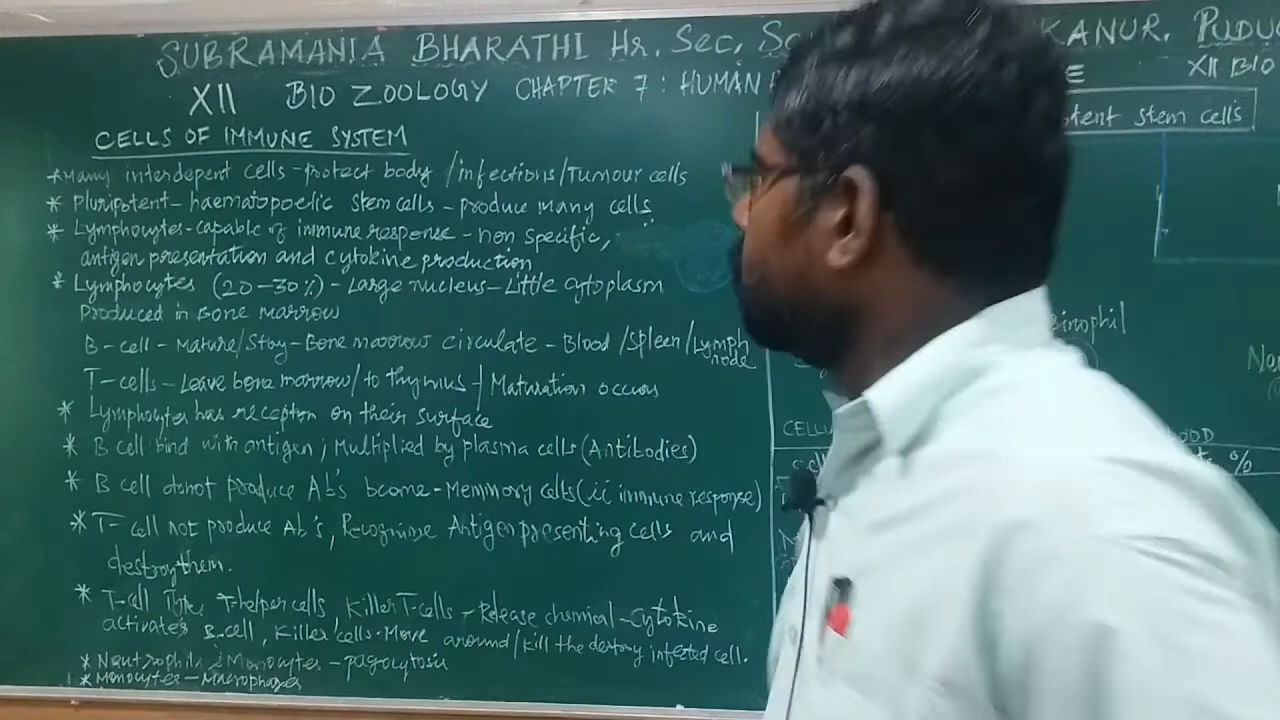 SUBRAMANIA BHARATHI Hr. Sec. Sc KANUR. PUDU
XII BIO ZOOLOGY CHAPTER 7 : HUMAN
XII BIO
CELLS OF IMMUNE SYSTEM
* Many interdepent cells - protect body / infections / Tumour cells
* Pluripotent - haematopoetic stem cells - produce many cells
* Lymphocytes - capable of immune response - non specific,
antigen presentation and cytokine production
* Lymphocytes (20-30%) - Large nucleus - Little cytoplasm
Produced in Bone marrow
B - cell - Mature/Stay - Bone marrow circulate - Blood / Spleen / Lymph node
T - cells - Leave bone marrow / to thymus / Maturation occurs
* Lymphocytes has reception on their surface
* B cell bind with antigen ; Multiplied by plasma cells (Antibodies)
* B cell donot produce Ab's bcome - Memmory cells (ii immune response)
* T - cell not produce Ab's, Recognise Antigen presenting cells and
destroy them.
* T-cell Types T-helper cells, Killer T-cells - Release chemical - Cytokine
activates B-cell, Killer cells - Move around / kill the destroy infected cell.
* Neutrophils & Monocytes - pagocytosis
* Monocytes - Macrophages
tent stem cells
sinophil
Ne
CELLU
OOD
Cell
%